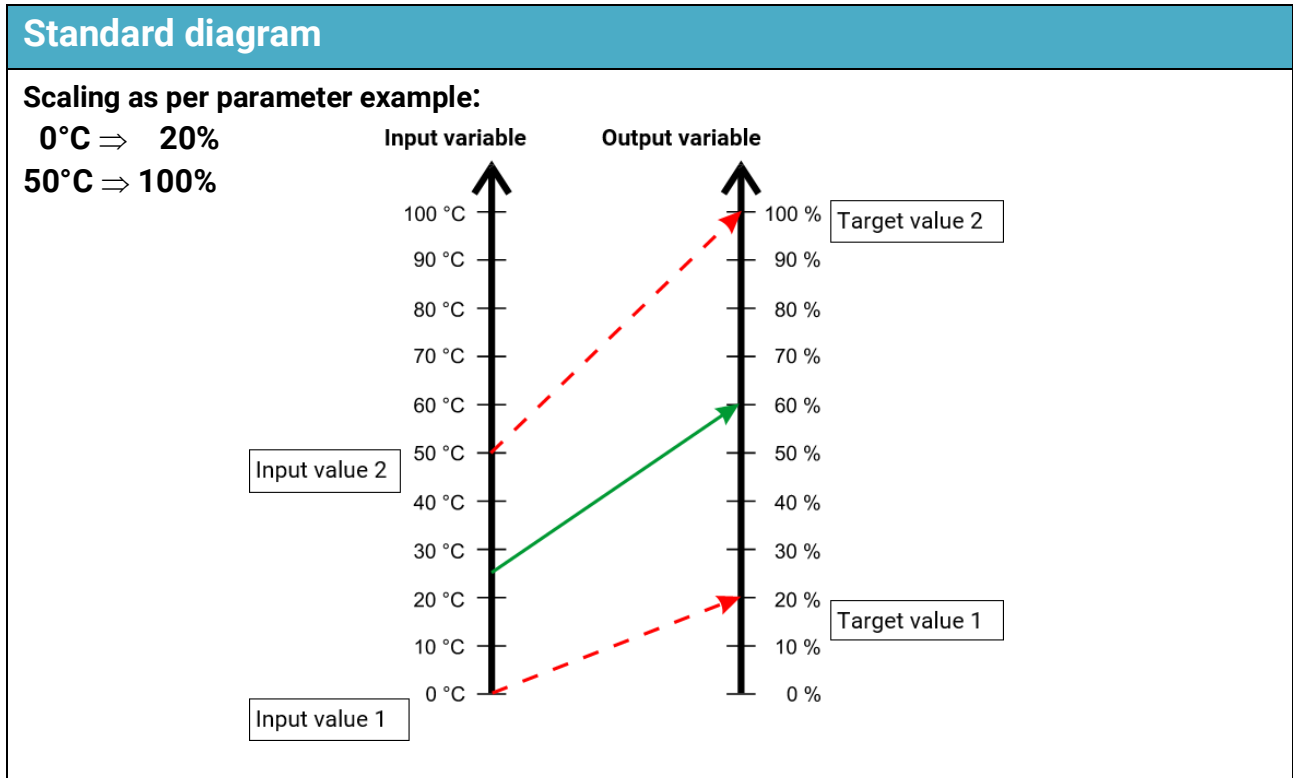 Standard diagram
Scaling as per parameter example:
0°C ⇒ 20%
50°C ⇒ 100%
Input variable Output variable
100 °C 100 % Target value 2
90 °C 90 %
80 °C 80 %
70 °C 70 %
60 °C 60 %
Input value 2 50 °C 50 %
40 °C 40 %
30 °C 30 %
20 °C 20 % Target value 1
10 °C 10 %
0 °C 0 %
Input value 1